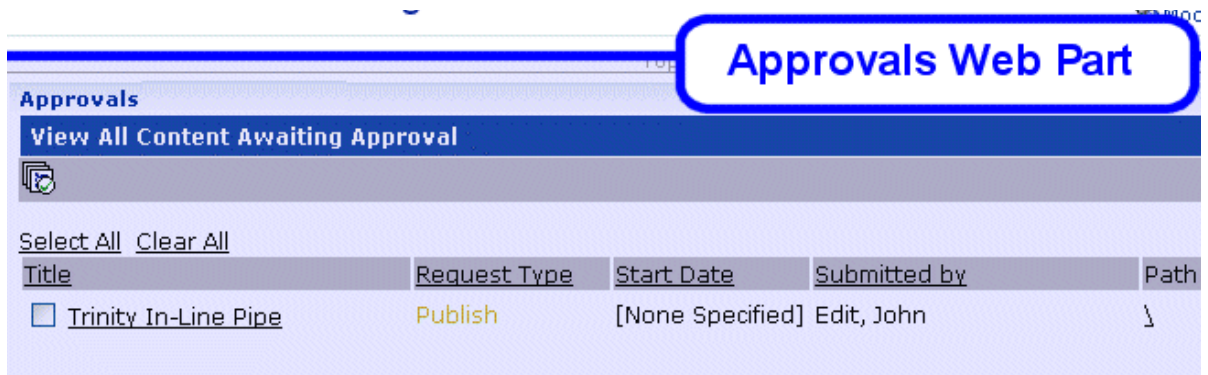 Approvals Web Part
Approvals
View All Content Awaiting Approval
Select All Clear All
Title Request Type Start Date Submitted by Path
Trinity In-Line Pipe Publish [None Specified] Edit, John \